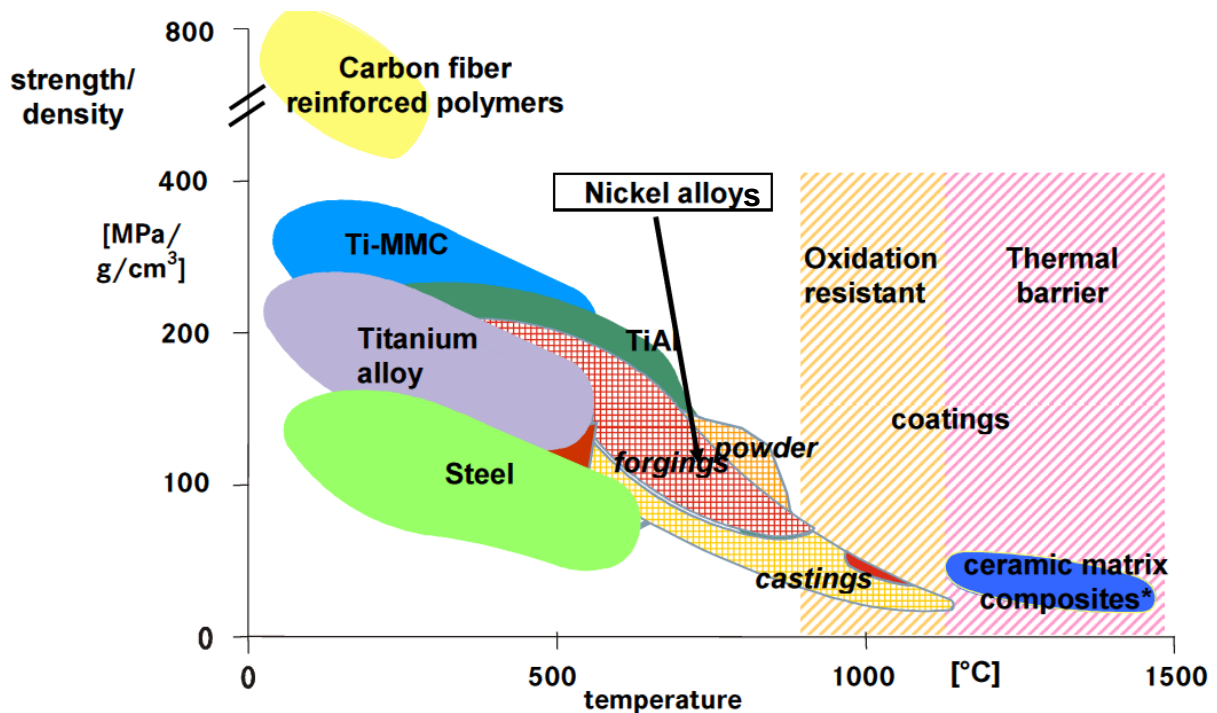 800
strength/
density
Carbon fiber
reinforced polymers
400
Nickel alloys
[MPa/
g/cm³]
Ti-MMC
Oxidation
resistant
Thermal
barrier
200
Titanium
alloy
TiAl
coatings
powder
forgings
Steel
100
castings
ceramic matrix
composites*
0
0
500
1000
[°C]
1500
temperature